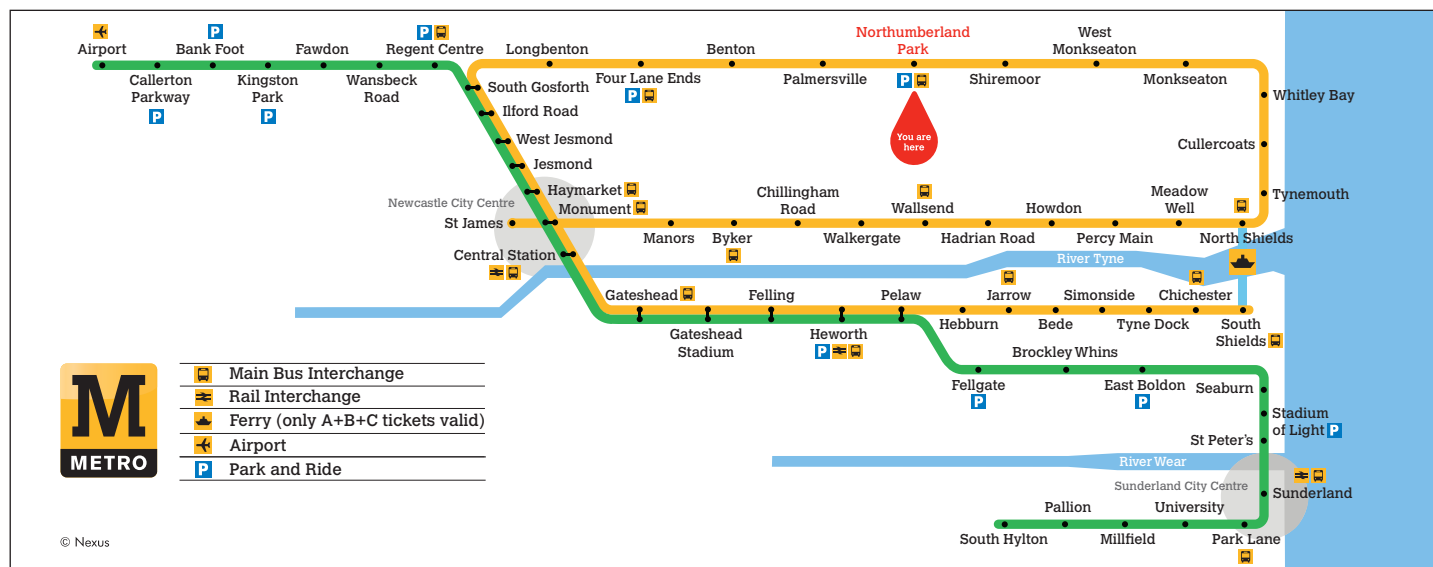 Airport
Callerton
Parkway
P
Bank Foot
P
Kingston
Park
P
Fawdon
Wansbeck
Road
P
Regent Centre
Longbenton
Four Lane Ends
P
Benton
Palmersville
Northumberland
Park
P
You are
here
Shiremoor
West
Monkseaton
Monkseaton
Whitley Bay
Cullercoats
Tynemouth
South Gosforth
Ilford Road
West Jesmond
Jesmond
Haymarket
Newcastle City Centre
Monument
St James
Central Station
Manors
Byker
Chillingham
Road
Walkergate
Wallsend
Hadrian Road
Howdon
Percy Main
Meadow
Well
North Shields
River Tyne
Gateshead
Gateshead
Stadium
Felling
Heworth
P
Pelaw
Hebburn
Jarrow
Bede
Simonside
Tyne Dock
Chichester
South
Shields
Brockley Whins
Fellgate
P
East Boldon
P
Seaburn
Stadium
of Light P
St Peter's
River Wear
Sunderland City Centre
Sunderland
South Hylton
Pallion
Millfield
University
Park Lane
M
METRO
Main Bus Interchange
Rail Interchange
Ferry (only A+B+C tickets valid)
Airport
P Park and Ride
© Nexus